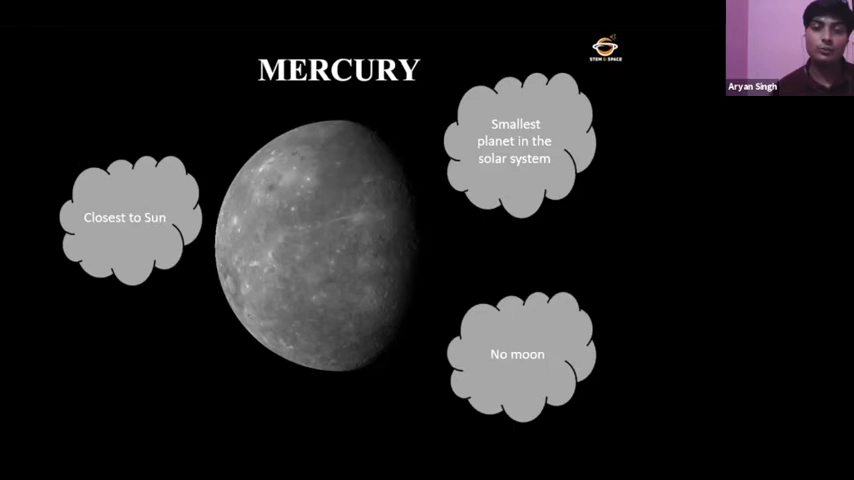 MERCURY
STEM & SPACE
Aryan Singh
Smallest
planet in the
solar system
Closest to Sun
No moon